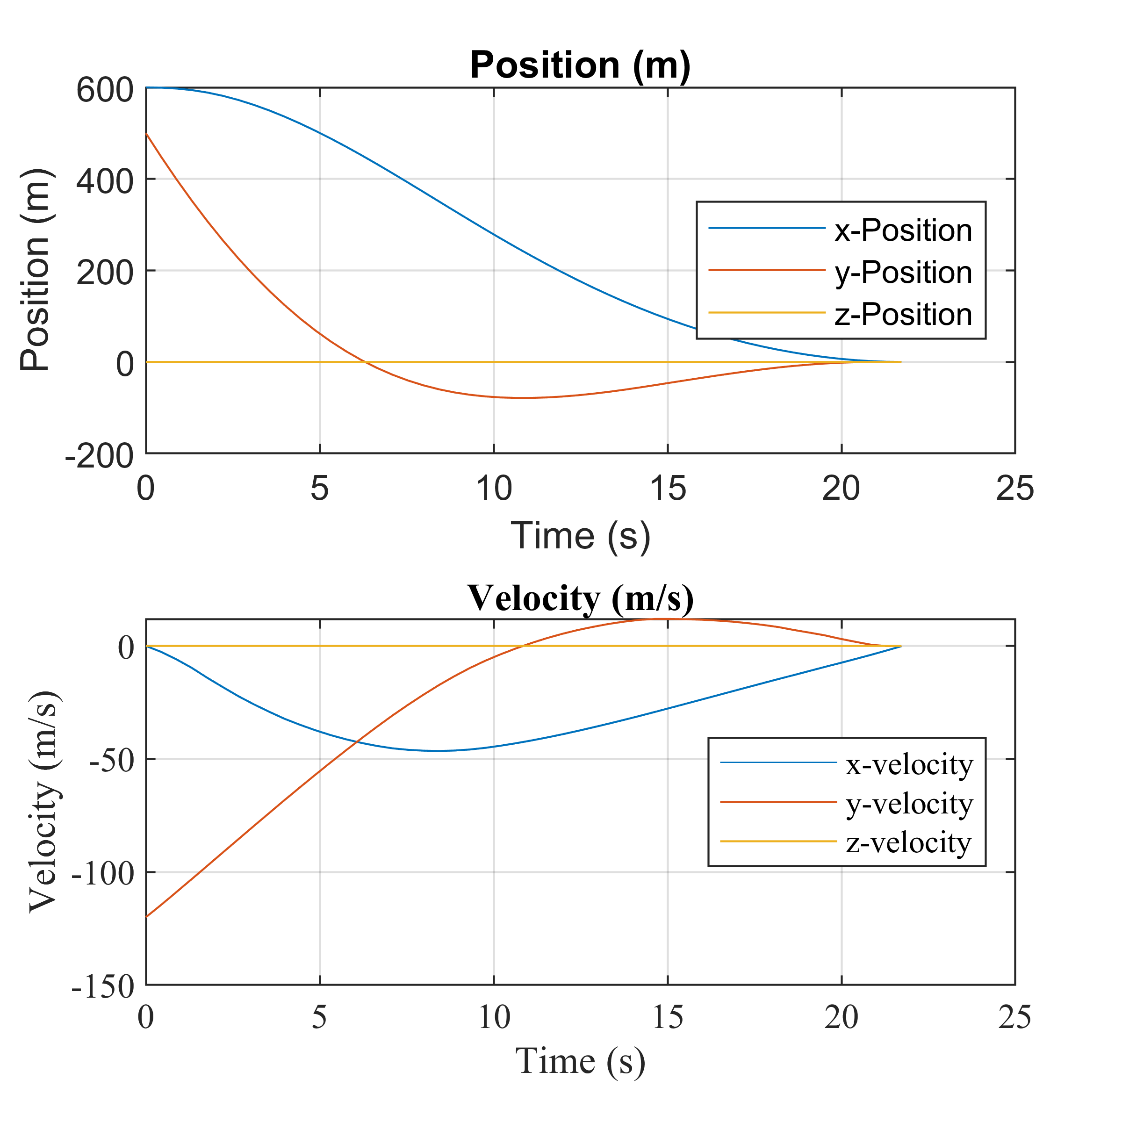 Position (m)
600
400
200
0
-200
Position (m)
x-Position
y-Position
z-Position
0 5 10 15 20 25
Time (s)
Velocity (m/s)
0
-50
-100
-150
Velocity (m/s)
x-velocity
y-velocity
z-velocity
0 5 10 15 20 25
Time (s)